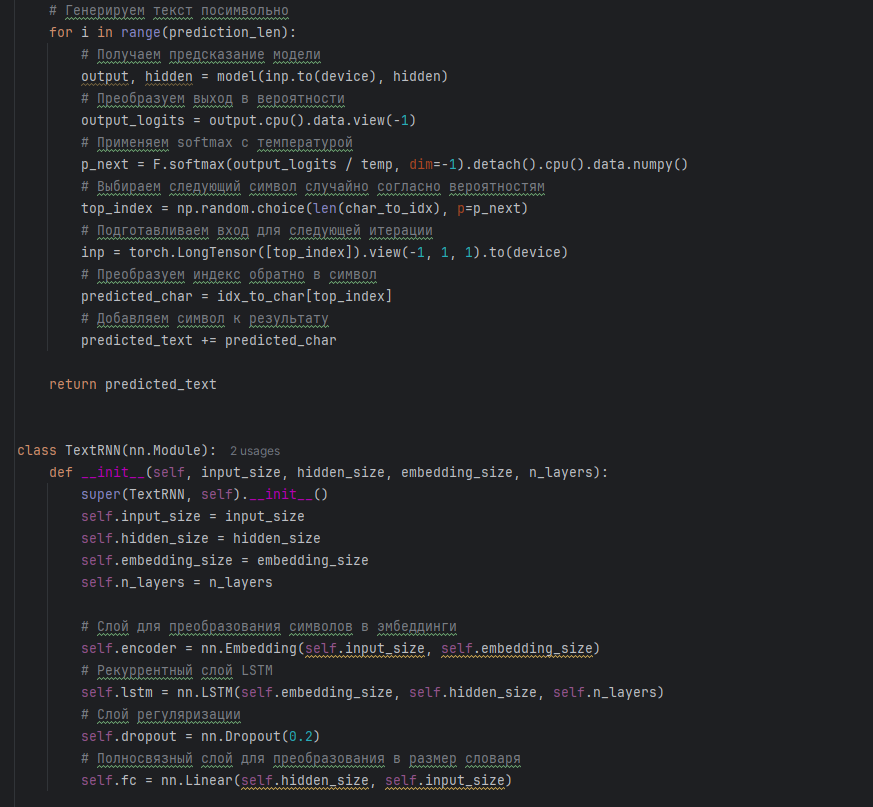 # Генерируем текст посимвольно
for i in range(prediction_len):
# Получаем предсказание модели
output, hidden = model(inp.to(device), hidden)
# Преобразуем выход в вероятности
output_logits = output.cpu().data.view(-1)
# Применяем softmax с температурой
p_next = F.softmax(output_logits / temp, dim=-1).detach().cpu().data.numpy()
# Выбираем следующий символ случайно согласно вероятностям
top_index = np.random.choice(len(char_to_idx), p=p_next)
# Подготавливаем вход для следующей итерации
inp = torch.LongTensor([top_index]).view(-1, 1, 1).to(device)
# Преобразуем индекс обратно в символ
predicted_char = idx_to_char[top_index]
# Добавляем символ к результату
predicted_text += predicted_char
return predicted_text
class TextRNN(nn.Module): 2 usages
def __init__(self, input_size, hidden_size, embedding_size, n_layers):
super(TextRNN, self).__init__()
self.input_size = input_size
self.hidden_size = hidden_size
self.embedding_size = embedding_size
self.n_layers = n_layers
# Слой для преобразования символов в эмбеддинги
self.encoder = nn.Embedding(self.input_size, self.embedding_size)
# Рекуррентный слой LSTM
self.lstm = nn.LSTM(self.embedding_size, self.hidden_size, self.n_layers)
# Слой регуляризации
self.dropout = nn.Dropout(0.2)
# Полносвязный слой для преобразования в размер словаря
self.fc = nn.Linear(self.hidden_size, self.input_size)